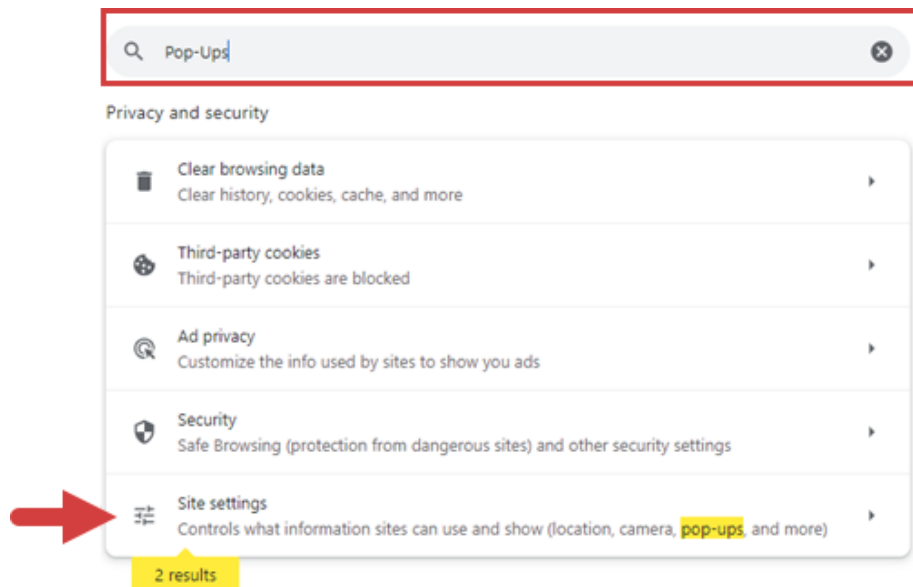 Pop-Ups
Privacy and security
Clear browsing data
Clear history, cookies, cache, and more
Third-party cookies
Third-party cookies are blocked
Ad privacy
Customize the info used by sites to show you ads
Security
Safe Browsing (protection from dangerous sites) and other security settings
Site settings
Controls what information sites can use and show (location, camera, pop-ups, and more)
2 results